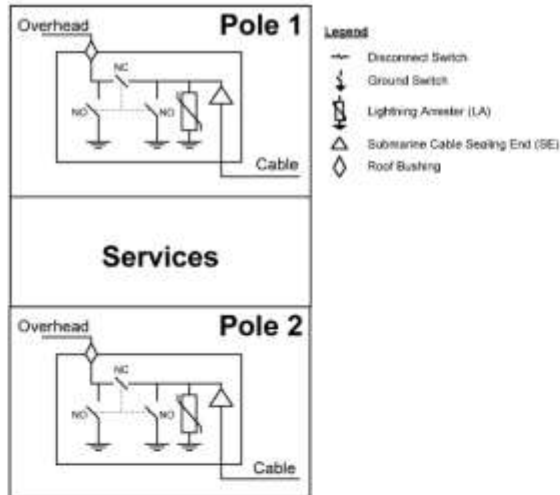 Pole 1
Overhead
NC
NO
NO
Cable
Services
Pole 2
Overhead
NC
NO
NO
Cable
Legend
Disconnect Switch
Ground Switch
Lightning Arrester (LA)
Submarine Cable Sealing End (SE)
Roof Bushing